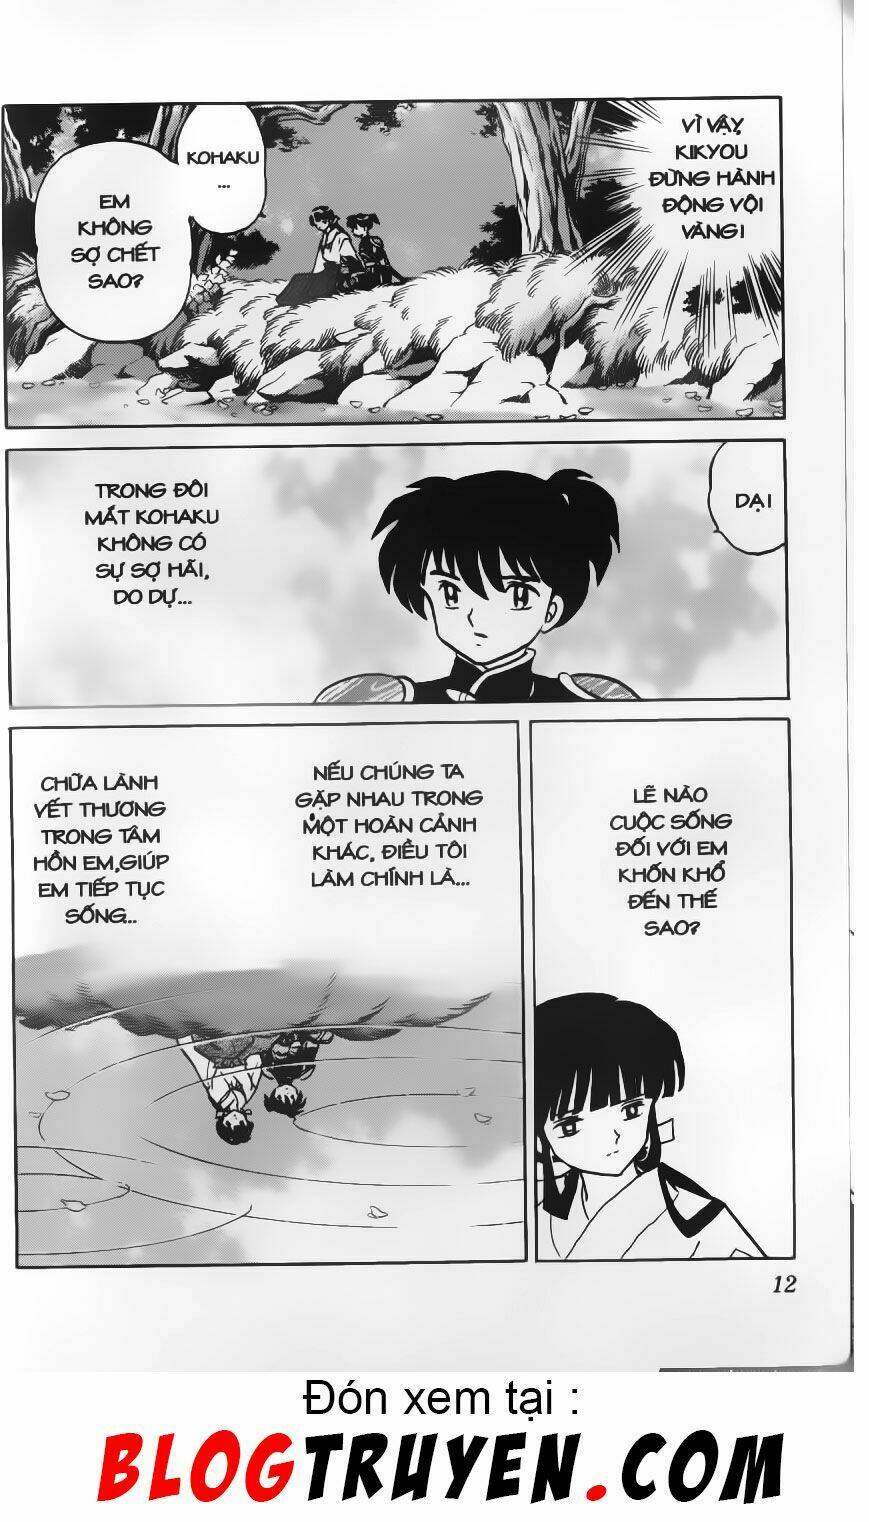 VÌ VẬY,
KIKYOU
ĐỪNG HÀNH
ĐỘNG VỘI
VÀNG!
KOHAKU
...
EM
KHÔNG
SỢ CHẾT
SAO?
DẠ!
TRONG ĐÔI
MẮT KOHAKU
KHÔNG CÓ
SỰ SỢ HÃI,
DO DỰ...
LẼ NÀO
CUỘC SỐNG
ĐỐI VỚI EM
KHỐN KHỔ
ĐẾN THẾ
SAO?
NẾU CHÚNG TA
GẶP NHAU TRONG
MỘT HOÀN CẢNH
KHÁC, ĐIỀU TÔI
LÀM CHÍNH LÀ...
CHỮA LÀNH
VẾT THƯƠNG
TRONG TÂM
HỒN EM,GIÚP
EM TIẾP TỤC
SỐNG...
12
Đón xem tại :
BLOGTRUYEN.COM